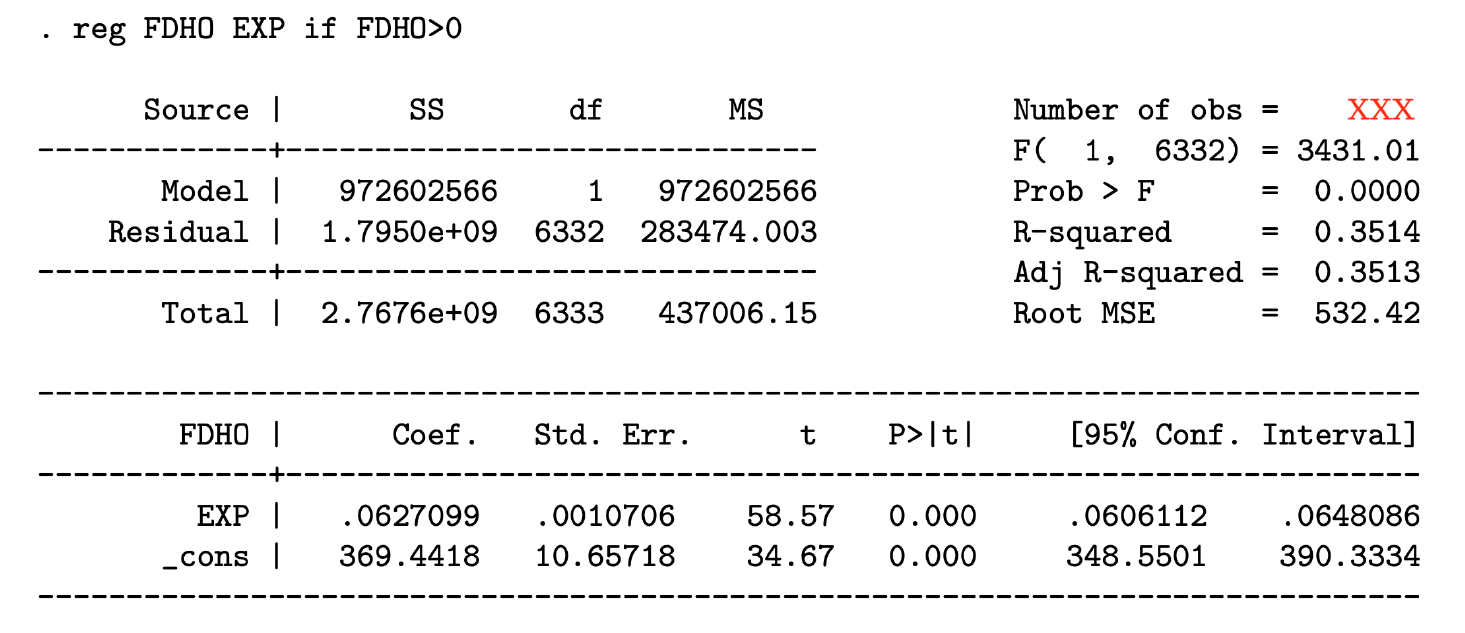 . reg FDHO EXP if FDHO>0
Source | SS df MS Number of obs = XXX
-------------+------------------------------ F( 1, 6332) = 3431.01
Model | 972602566 1 972602566 Prob > F = 0.0000
Residual | 1.7950e+09 6332 283474.003 R-squared = 0.3514
-------------+------------------------------ Adj R-squared = 0.3513
Total | 2.7676e+09 6333 437006.15 Root MSE = 532.42
------------------------------------------------------------------------------
FDHO | Coef. Std. Err. t P>|t| [95% Conf. Interval]
-------------+----------------------------------------------------------------
EXP | .0627099 .0010706 58.57 0.000 .0606112 .0648086
_cons | 369.4418 10.65718 34.67 0.000 348.5501 390.3334
------------------------------------------------------------------------------